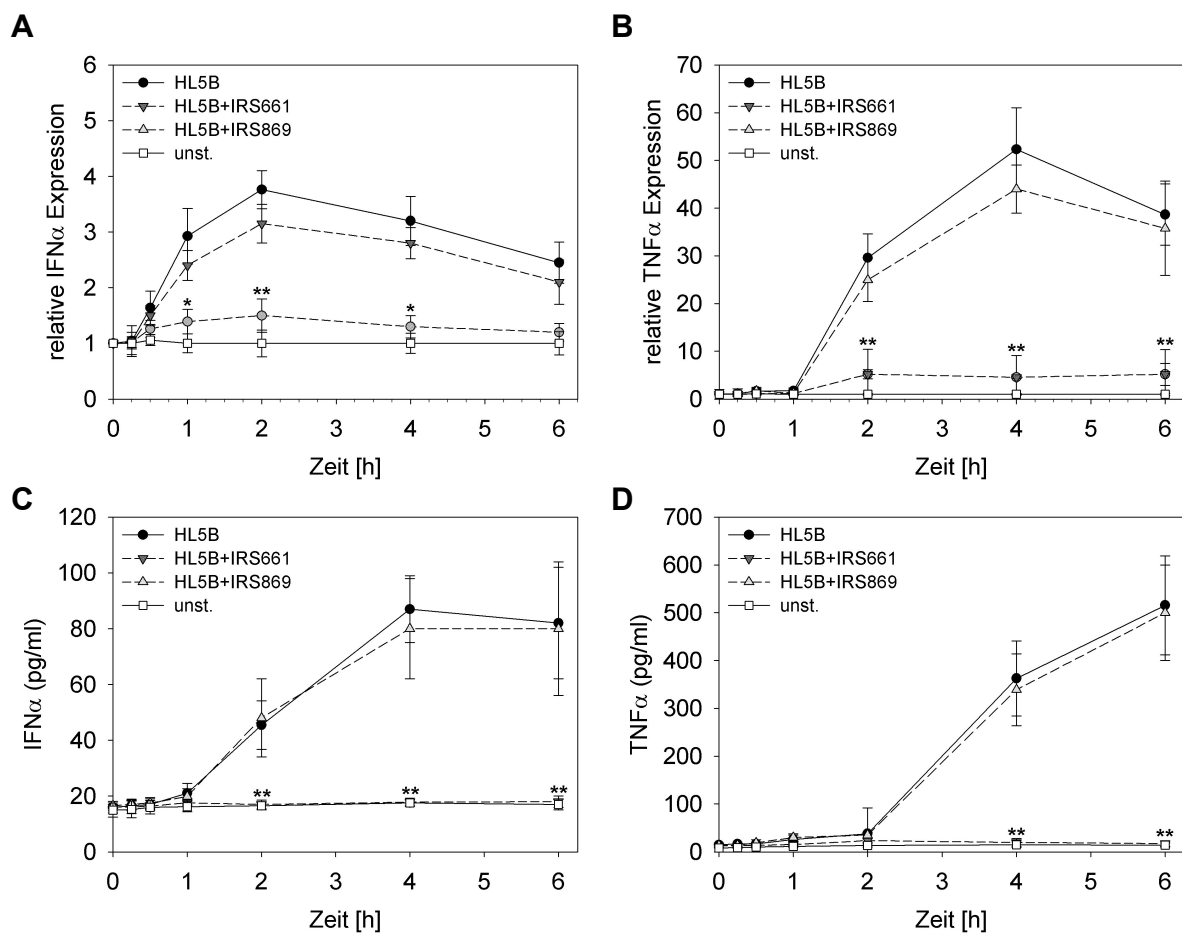 A
relative IFNα Expression
6
5
4
3
2
1
0
HL5B
HL5B+IRS661
HL5B+IRS869
unst.
*
**
*
0 1 2 3 4 5 6
Zeit [h]
B
relative TNFα Expression
70
60
50
40
30
20
10
0
HL5B
HL5B+IRS661
HL5B+IRS869
unst.
** ** **
0 1 2 3 4 5 6
Zeit [h]
C
IFNα (pg/ml)
120
100
80
60
40
20
0
HL5B
HL5B+IRS661
HL5B+IRS869
unst.
** ** **
0 1 2 3 4 5 6
Zeit [h]
D
TNFα (pg/ml)
700
600
500
400
300
200
100
0
HL5B
HL5B+IRS661
HL5B+IRS869
unst.
** **
0 1 2 3 4 5 6
Zeit [h]